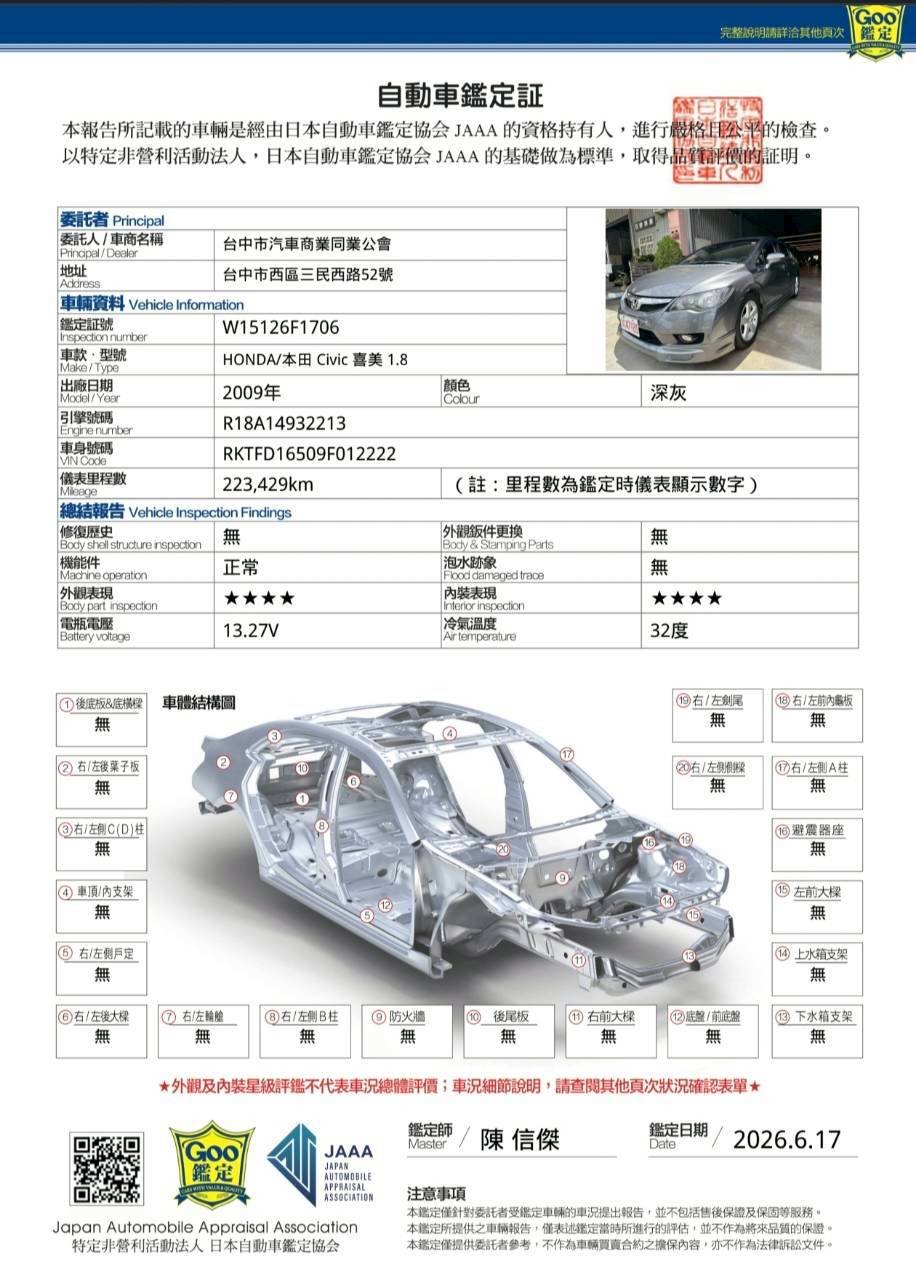 完整說明請詳洽其他頁次
Goo
鑑定
自動車鑑定証
本報告所記載的車輛是經由日本自動車鑑定協会 JAAA 的資格持有人，進行嚴格且公平的檢查。
以特定非營利活動法人，日本自動車鑑定協会 JAAA 的基礎做為標準，取得品質評價的証明。
委託者 Principal
委託人 / 車商名稱 台中市汽車商業同業公會
Principal / Dealer
地址 台中市西區三民西路52號
Address
車輛資料 Vehicle Information
鑑定証號 W15126F1706
Inspection number
車款．型號 HONDA/本田 Civic 喜美 1.8
Make / Type
出廠日期 2009年 顏色 深灰
Model / Year Colour
引擎號碼 R18A14932213
Engine number
車身號碼 RKTFD16509F012222
VIN Code
儀表里程數 223,429km （註：里程數為鑑定時儀表顯示數字）
Mileage
總結報告 Vehicle Inspection Findings
修復歷史 無 外觀鈑件更換 無
Body shell structure inspection Body & Stamping Parts
機能件 正常 泡水跡象 無
Machine operation Flood damaged trace
外觀表現 ★★★★ 內裝表現 ★★★★
Body part inspection Interior inspection
電瓶電壓 13.27V 冷氣溫度 32度
Battery voltage Air temperature
車體結構圖
①後底板&底橫樑
無
②右/左後葉子板
無
③右/左側C(D)柱
無
④車頂/內支架
無
⑤右/左側戶定
無
⑥右/左後大樑
無
⑦右/左輪艙
無
⑧右/左側B柱
無
⑨防火牆
無
⑩後尾板
無
⑪右前大樑
無
⑫底盤/前底盤
無
⑬下水箱支架
無
⑭上水箱支架
無
⑮左前大樑
無
⑯避震器座
無
⑰右/左側A柱
無
⑱右/左前內龜板
無
⑲右/左劍尾
無
⑳右/左側樑
無
★外觀及內裝星級評鑑不代表車況總體評價；車況細節說明，請查閱其他頁次狀況確認表單★
Goo
鑑定
JAAA
JAPAN
AUTOMOBILE
APPRAISAL
ASSOCIATION
Japan Automobile Appraisal Association
特定非營利活動法人 日本自動車鑑定協会
鑑定師 / 陳 信傑
Master
鑑定日期 / 2026.6.17
Date
注意事項
本鑑定僅針對委託者受鑑定車輛的車況提出報告，並不包括售後保證及保固等服務。
本鑑定所提供之車輛報告，僅表述鑑定當時所進行的評估，並不作為將來品質的保證。
本鑑定僅提供委託者參考，不作為車輛買賣合約之擔保內容，亦不作為法律訴訟文件。